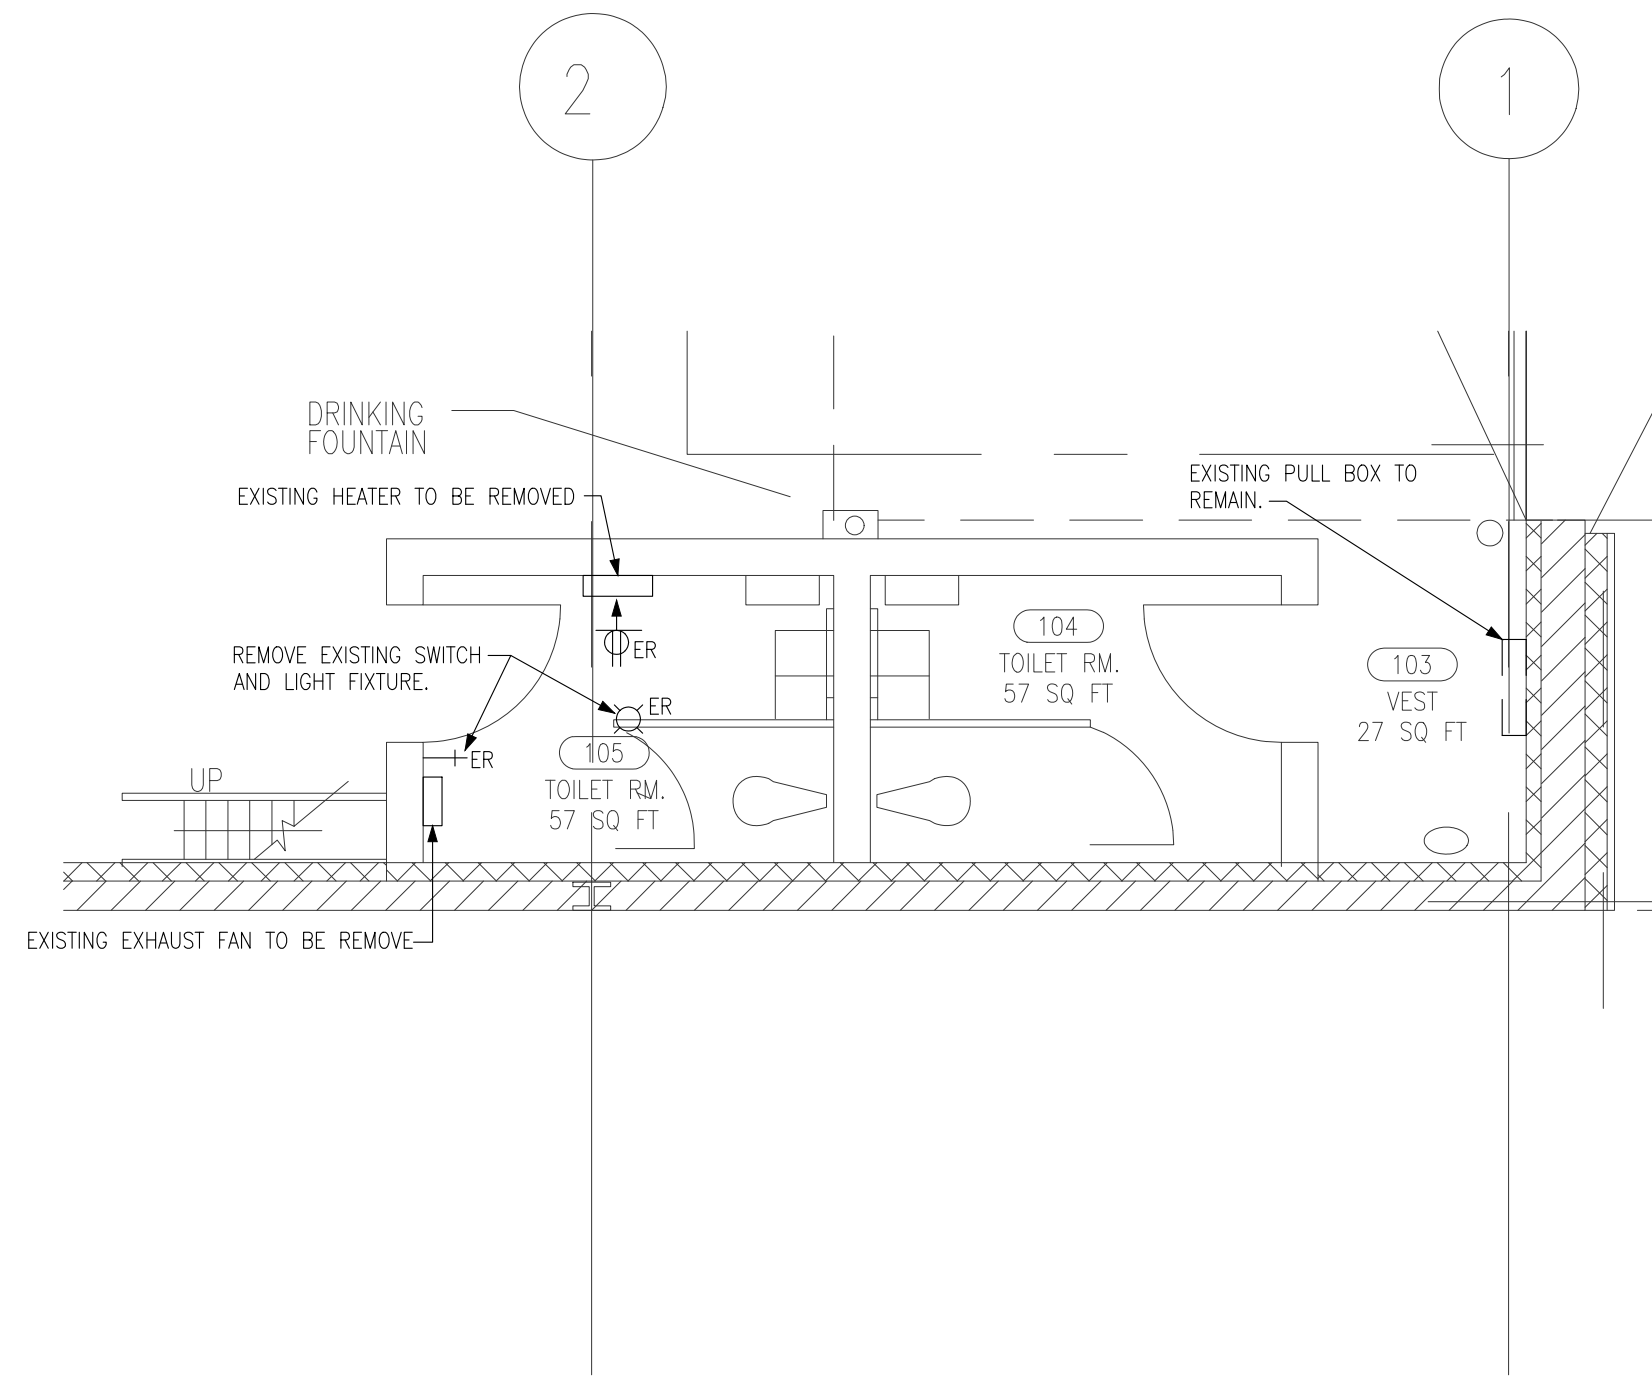 2
1
DRINKING
FOUNTAIN
EXISTING HEATER TO BE REMOVED
EXISTING PULL BOX TO
REMAIN.
104
TOILET RM.
57 SQ FT
REMOVE EXISTING SWITCH
AND LIGHT FIXTURE.
ER
ER
ER
103
VEST
27 SQ FT
105
TOILET RM.
57 SQ FT
UP
EXISTING EXHAUST FAN TO BE REMOVE